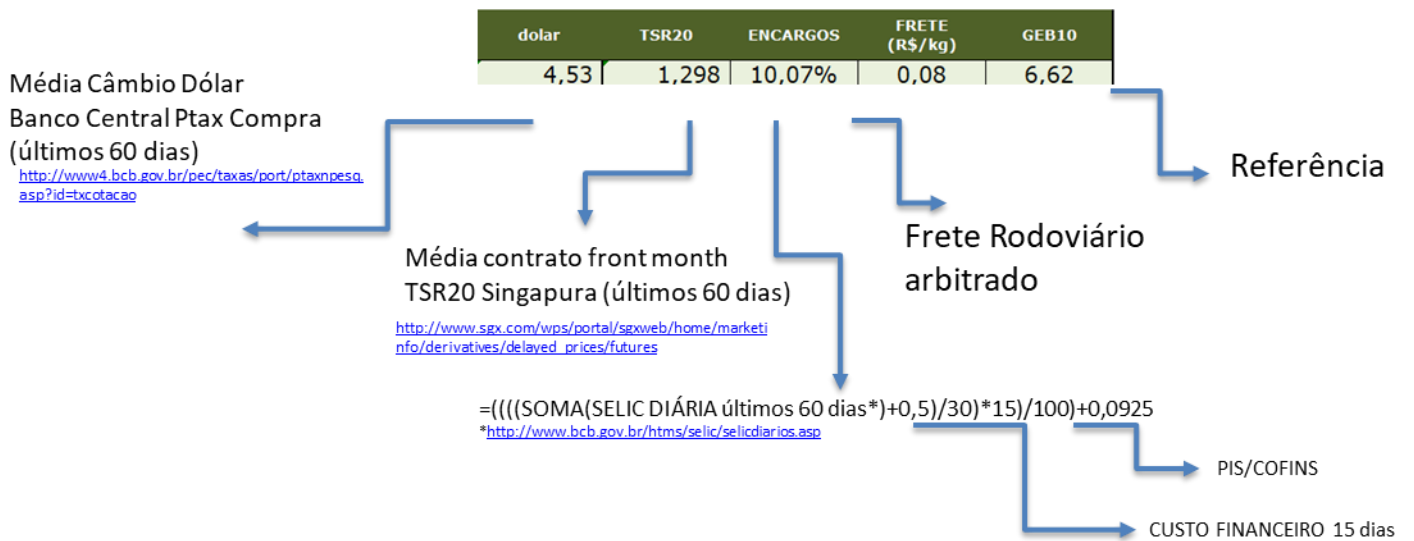 dolar TSR20 ENCARGOS FRETE (R$/kg) GEB10
4,53 1,298 10,07% 0,08 6,62
Média Câmbio Dólar
Banco Central Ptax Compra
(últimos 60 dias)
http://www4.bcb.gov.br/pec/taxas/port/ptaxnpesq.
asp?id=txcotacao
Referência
Frete Rodoviário
arbitrado
Média contrato front month
TSR20 Singapura (últimos 60 dias)
http://www.sgx.com/wps/portal/sgxweb/home/marketi
nfo/derivatives/delayed_prices/futures
=((((SOMA(SELIC DIÁRIA últimos 60 dias*)+0,5)/30)*15)/100)+0,0925
*http://www.bcb.gov.br/htms/selic/selicdiarios.asp
PIS/COFINS
CUSTO FINANCEIRO 15 dias